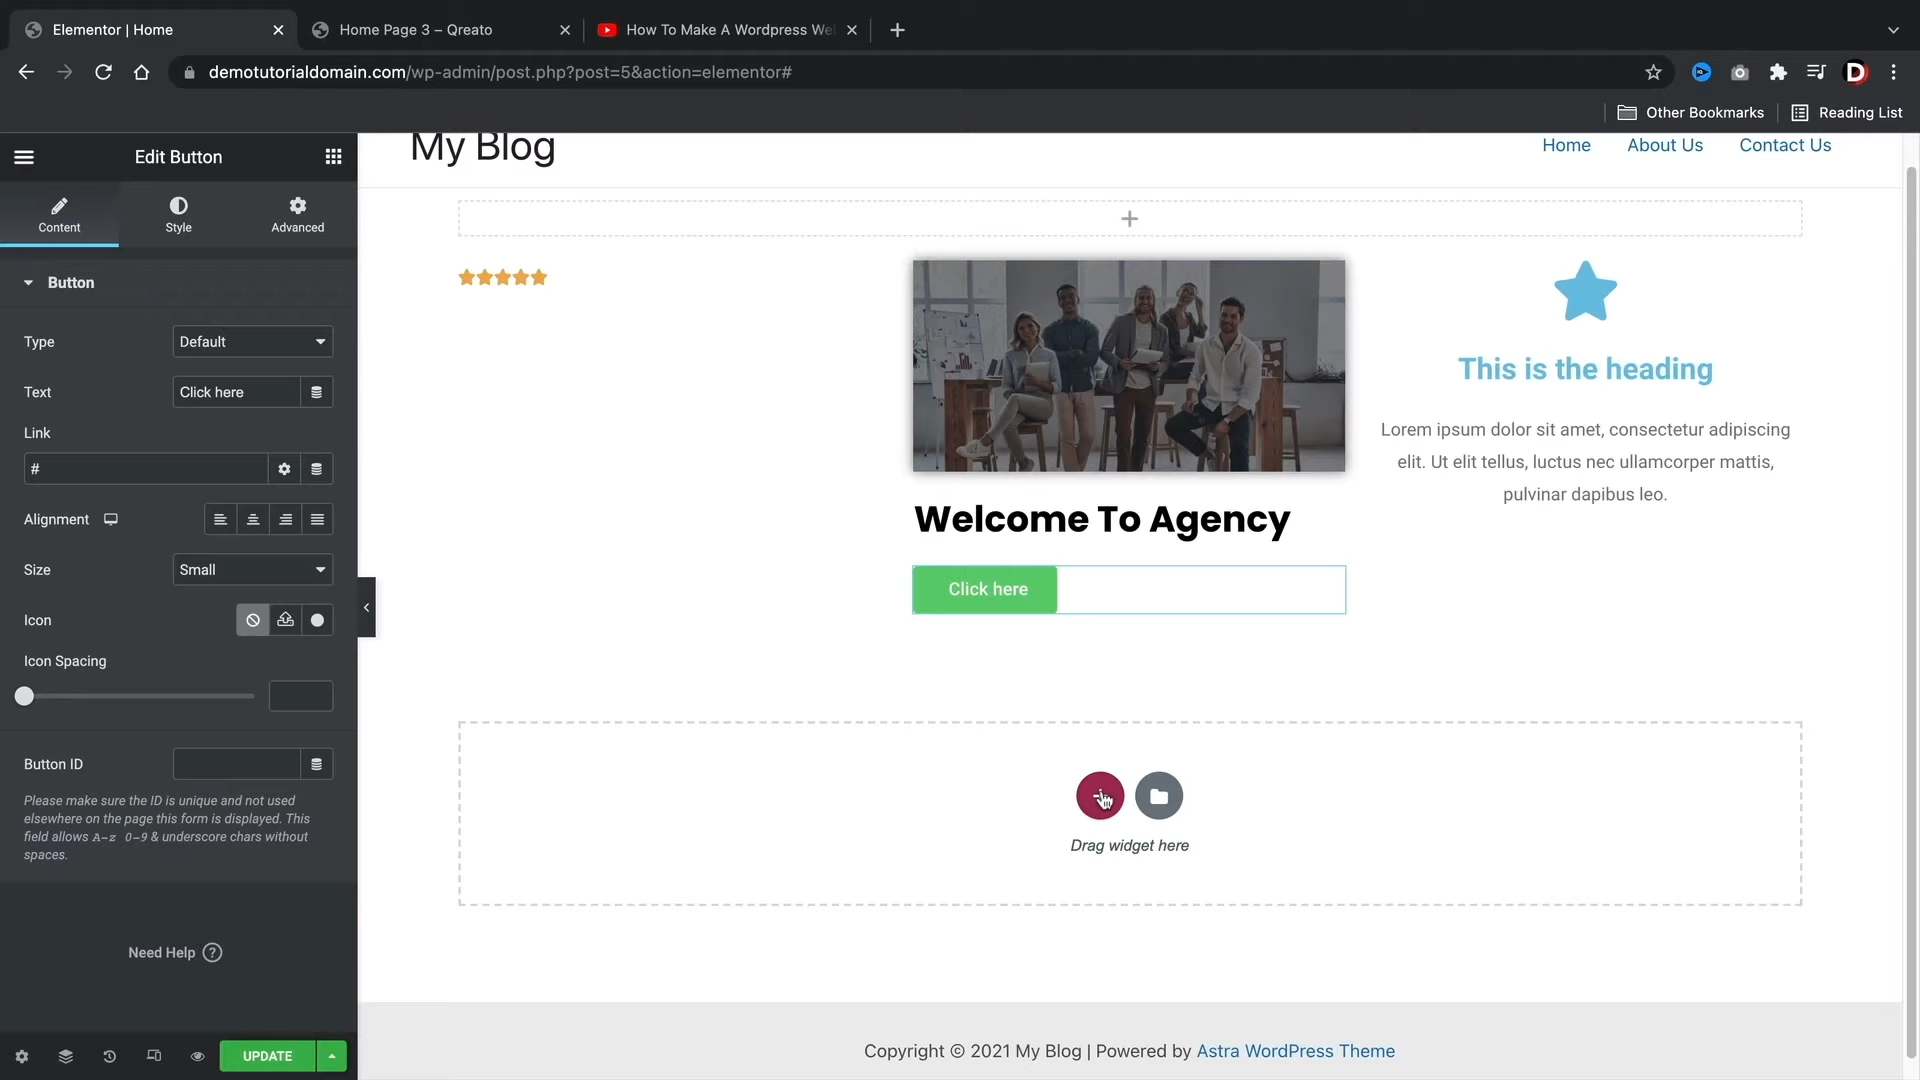 Elementor | Home
Home Page 3 – Qreato
How To Make A Wordpress We
demotutorialdomain.com/wp-admin/post.php?post=5&action=elementor#
Other Bookmarks
Reading List
Edit Button
Content
Style
Advanced
Button
Type
Default
Text
Click here
Link
#
Alignment
Size
Small
Icon
Icon Spacing
Button ID
Please make sure the ID is unique and not used
elsewhere on the page this form is displayed. This
field allows A-z 0-9 & underscore chars without
spaces.
Need Help ?
UPDATE
My Blog
Home
About Us
Contact Us
Welcome To Agency
Click here
This is the heading
Lorem ipsum dolor sit amet, consectetur adipiscing
elit. Ut elit tellus, luctus nec ullamcorper mattis,
pulvinar dapibus leo.
Drag widget here
Copyright © 2021 My Blog | Powered by Astra WordPress Theme